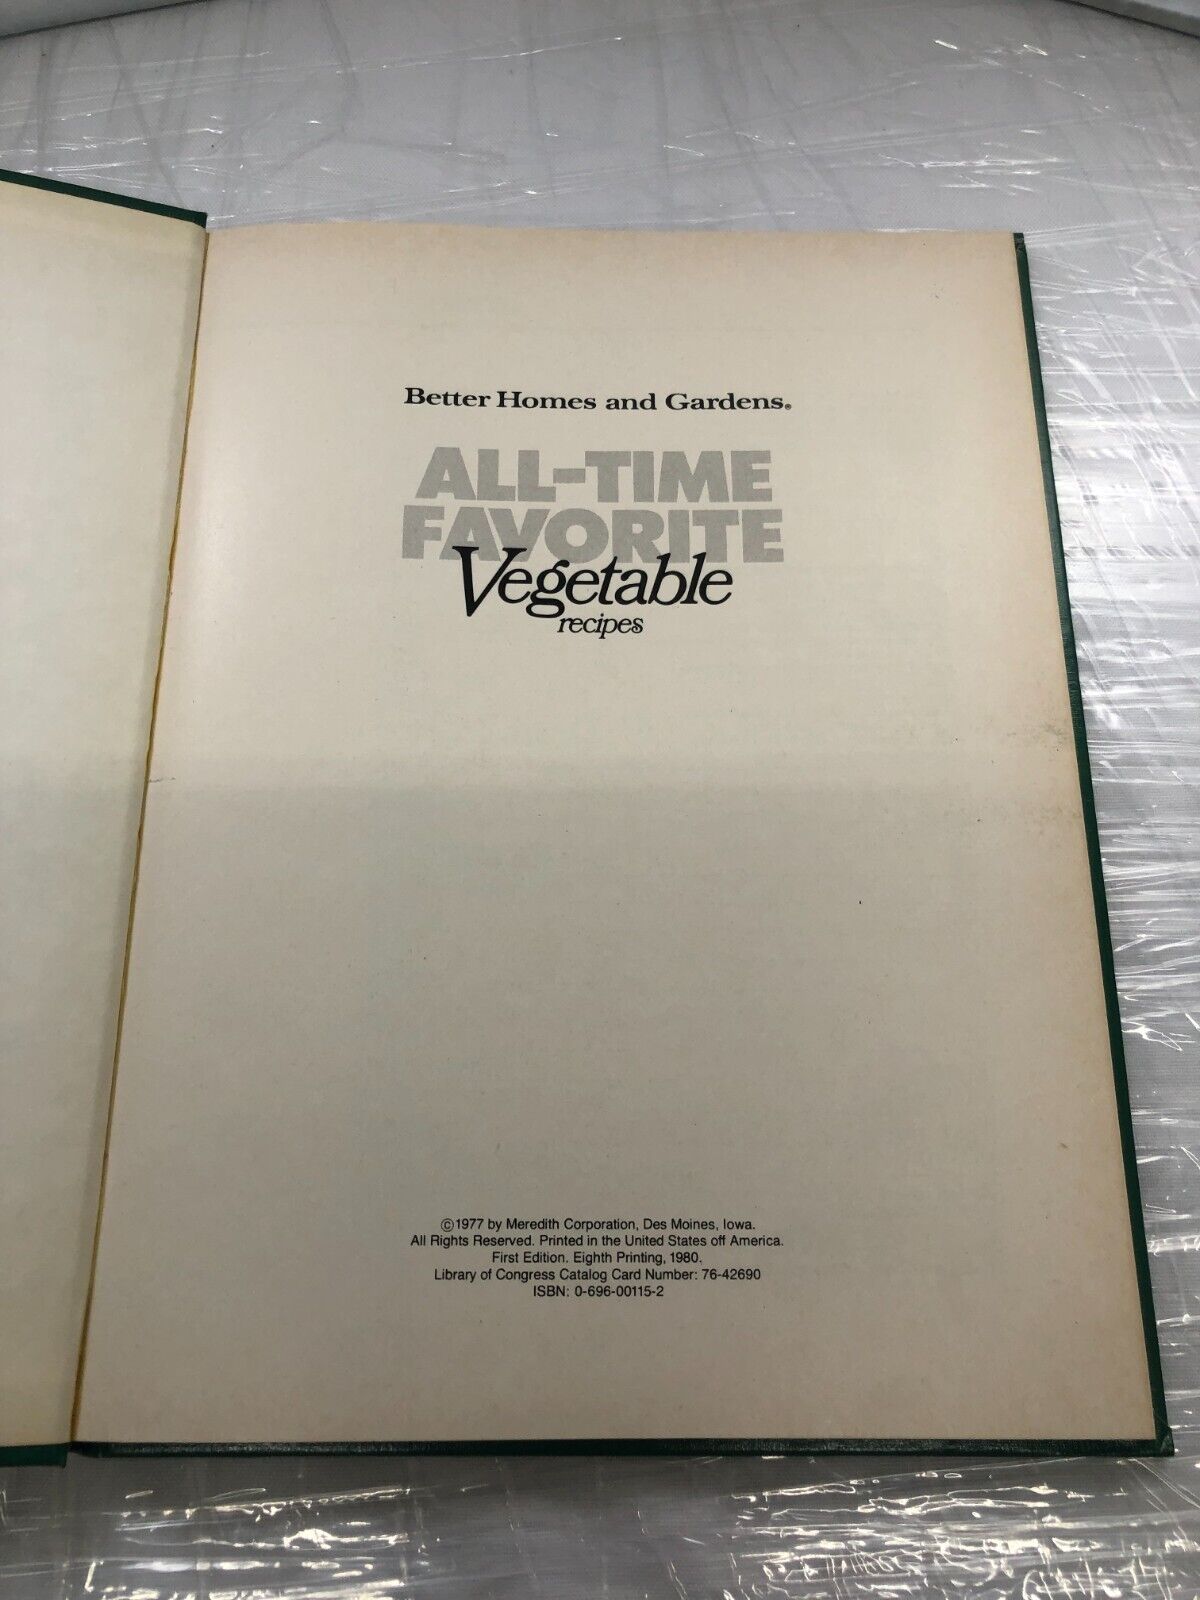 Better Homes and Gardens®
ALL-TIME
FAVORITE
Vegetable
recipes
©1977 by Meredith Corporation, Des Moines, Iowa.
All Rights Reserved. Printed in the United States off America.
First Edition. Eighth Printing, 1980.
Library of Congress Catalog Card Number: 76-42690
ISBN: 0-696-00115-2